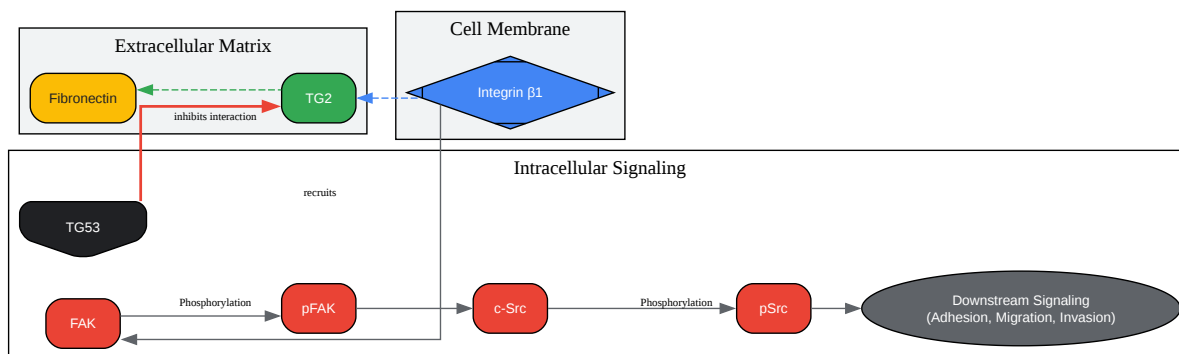 Extracellular Matrix
Cell Membrane
Fibronectin
TG2
Integrin β1
inhibits interaction
Intracellular Signaling
recruits
TG53
FAK
Phosphorylation
pFAK
c-Src
Phosphorylation
pSrc
Downstream Signaling
(Adhesion, Migration, Invasion)